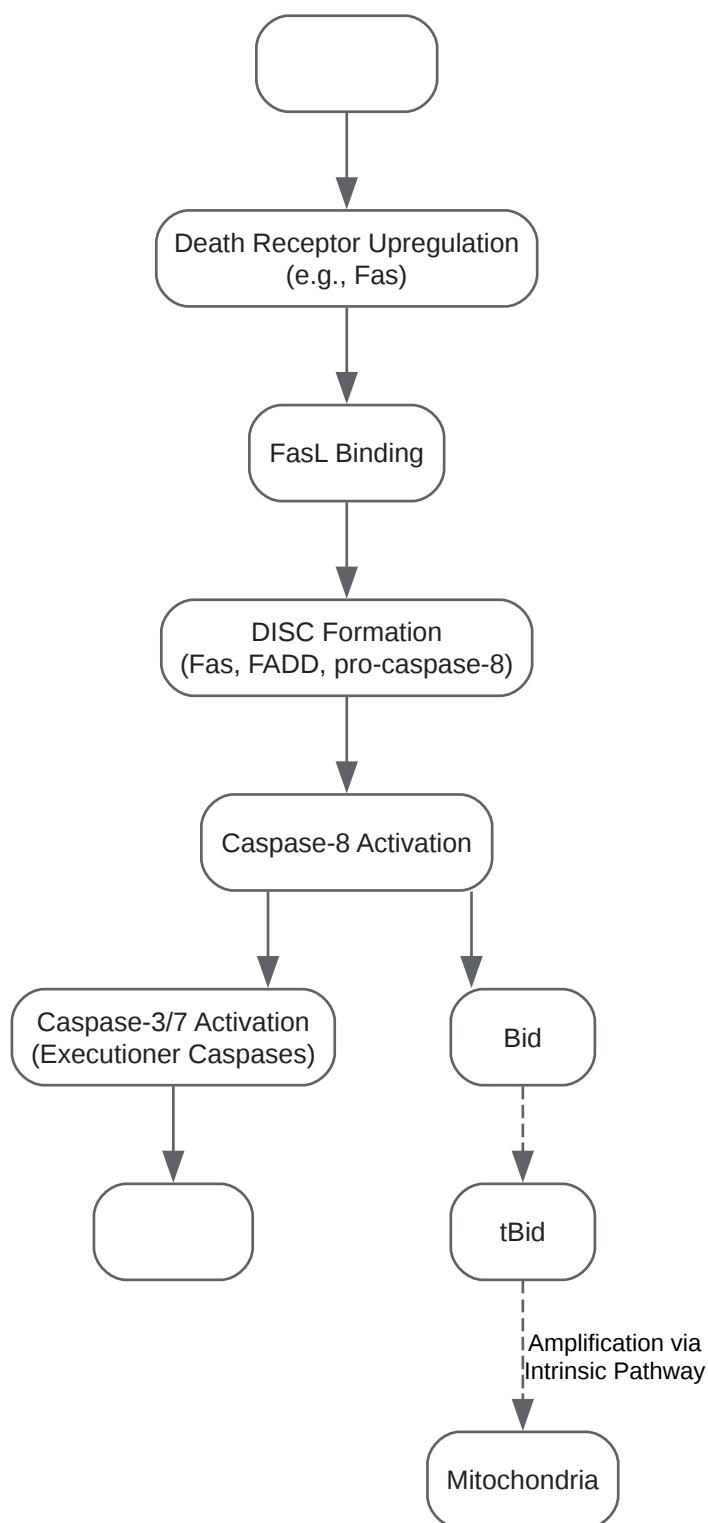 Death Receptor Upregulation
(e.g., Fas)
FasL Binding
DISC Formation
(Fas, FADD, pro-caspase-8)
Caspase-8 Activation
Caspase-3/7 Activation
(Executioner Caspases)
Bid
tBid
Amplification via
Intrinsic Pathway
Mitochondria